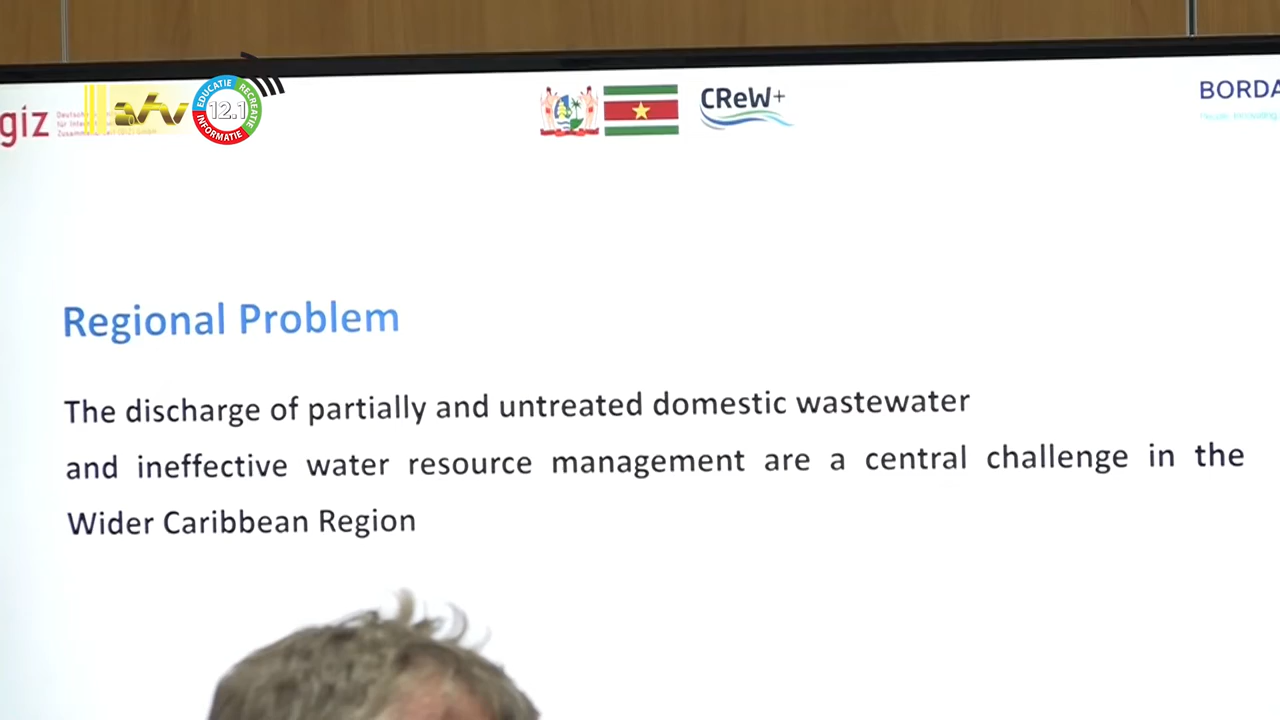 giz
atv
EDUCATIE
RECREATIE
INFORMATIE
12.1
CReW+
BORDA
Regional Problem
The discharge of partially and untreated domestic wastewater
and ineffective water resource management are a central challenge in the
Wider Caribbean Region